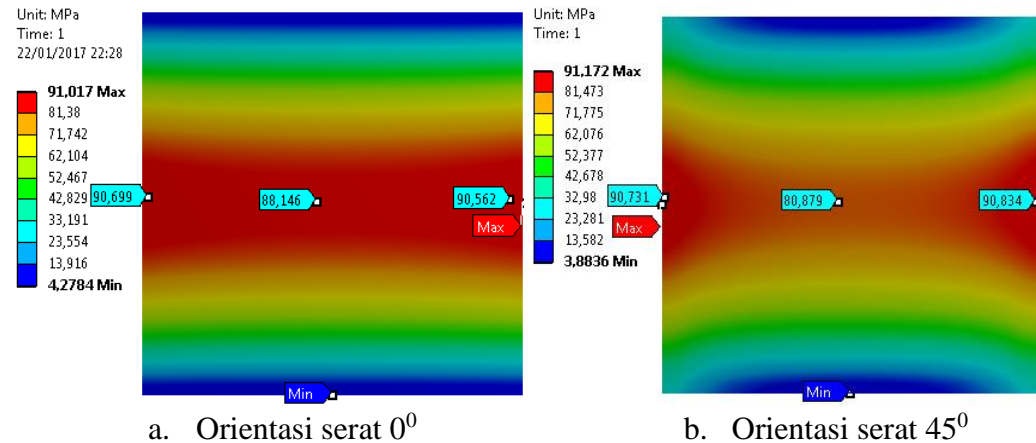 Unit: MPa
Time: 1
22/01/2017 22:28
91,017 Max
81,38
71,742
62,104
52,467
42,829
33,191
23,554
13,916
4,2784 Min
90,699
88,146
90,562
Max
Min
a. Orientasi serat 0⁰
Unit: MPa
Time: 1
91,172 Max
81,473
71,775
62,076
52,377
42,678
32,98
23,281
13,582
3,8836 Min
90,731
Max
80,879
90,834
Min
b. Orientasi serat 45⁰